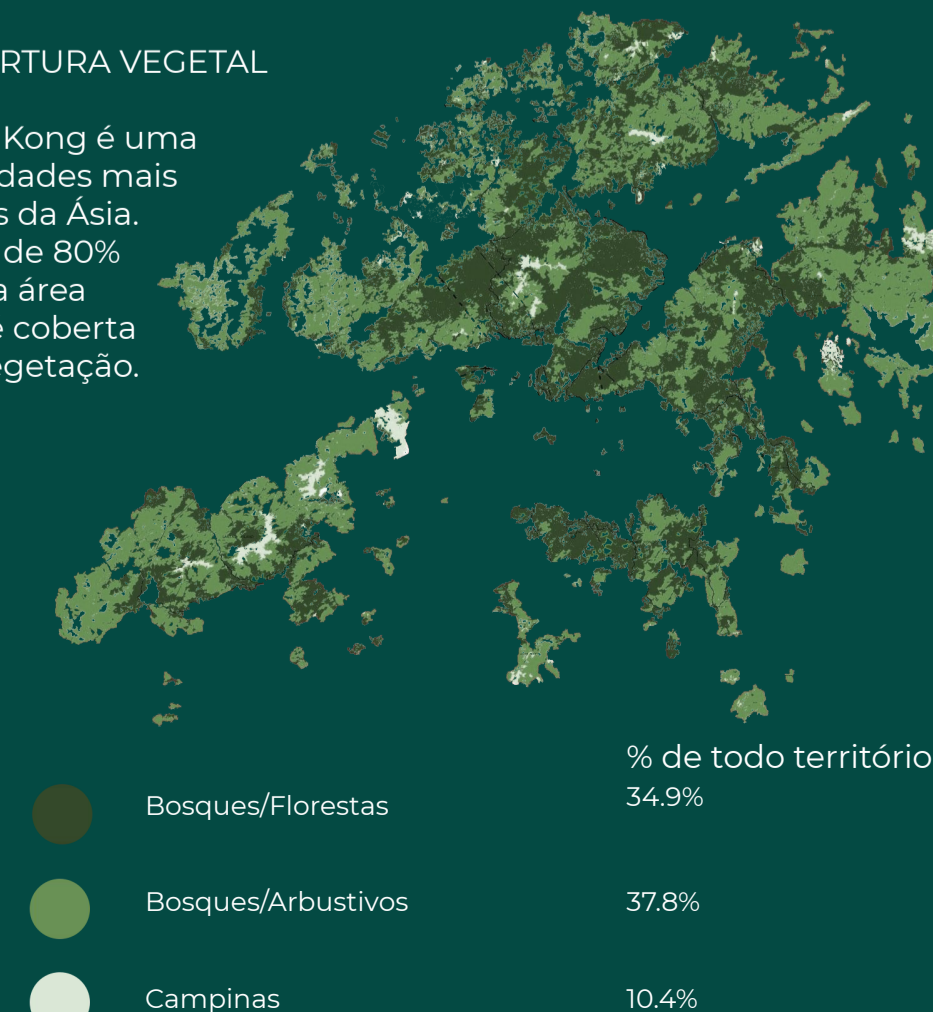 RTURA VEGETAL
Kong é uma
dades mais
s da Ásia.
de 80%
a área
e coberta
egetação.
% de todo território
Bosques/Florestas 34.9%
Bosques/Arbustivos 37.8%
Campinas 10.4%